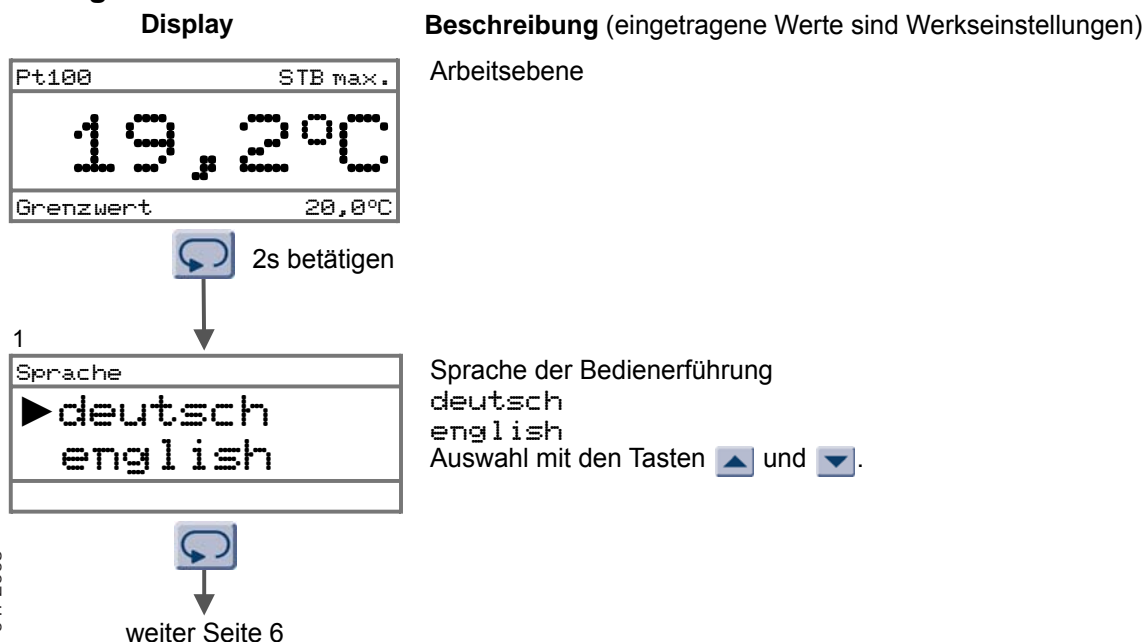 Display
Beschreibung (eingetragene Werte sind Werkseinstellungen)
Pt100 STB max.
19,2°C
Grenzwert 20,0°C
Arbeitsebene
2s betätigen
1
Sprache
►deutsch
english
Sprache der Bedienerführung
deutsch
english
Auswahl mit den Tasten ▲ und ▼.
weiter Seite 6